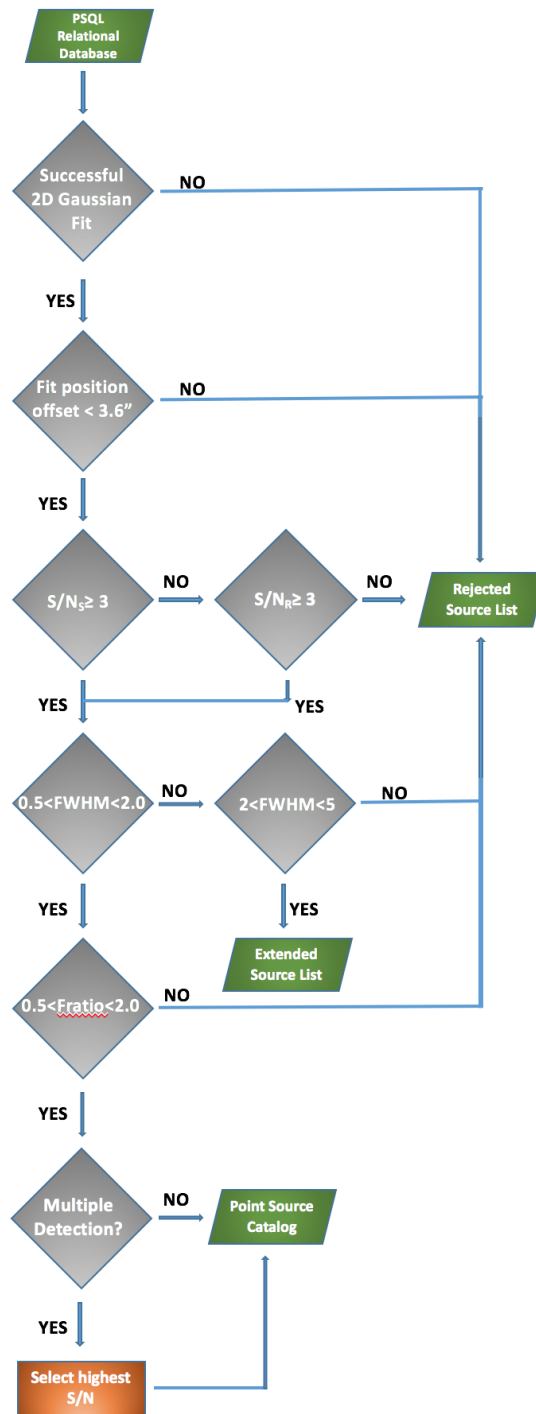 PSQL
Relational
Database
Successful
2D Gaussian
Fit
NO
YES
Fit position
offset < 3.6”
NO
YES
S/NS≥ 3
NO
S/NR≥ 3
NO
Rejected
Source List
YES
YES
0.5<FWHM<2.0
NO
2<FWHM<5
NO
YES
YES
Extended
Source List
0.5<Fratio<2.0
NO
YES
Multiple
Detection?
NO
Point Source
Catalog
YES
Select highest
S/N